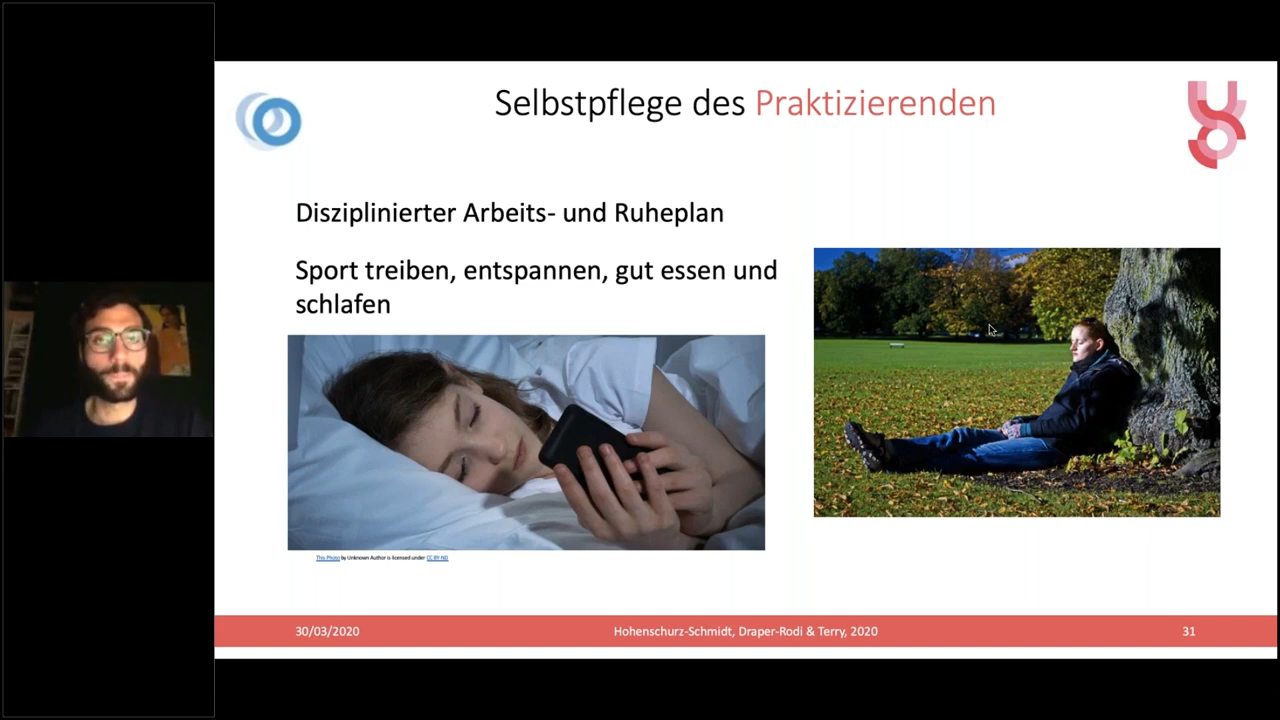 Selbstpflege des Praktizierenden
Disziplinierter Arbeits- und Ruheplan
Sport treiben, entspannen, gut essen und
schlafen
This Photo by Unknown Author is licensed under CC BY-ND
30/03/2020
Hohenschurz-Schmidt, Draper-Rodi & Terry, 2020
31